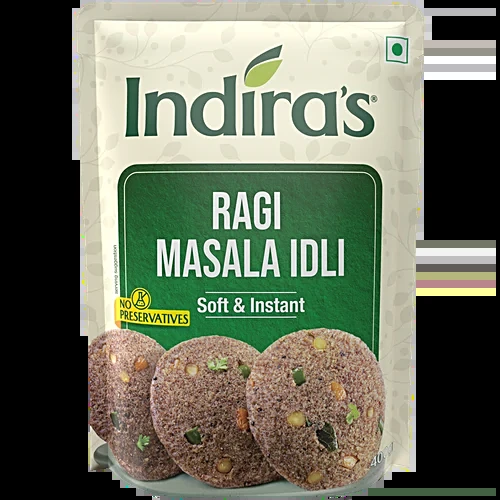 Indira's®
RAGI
MASALA IDLI
Soft & Instant
NO
PRESERVATIVES